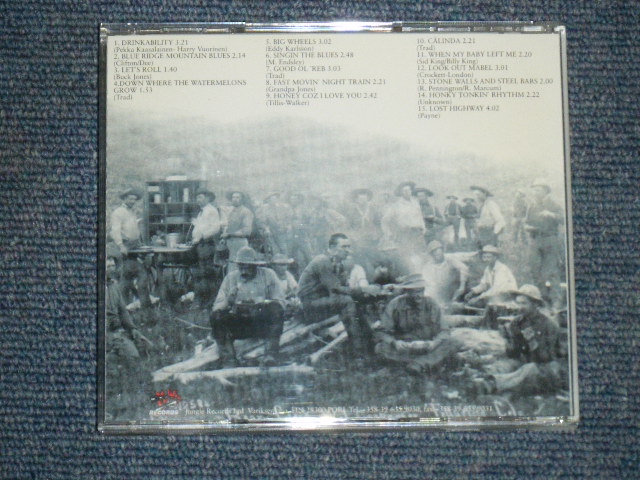 1. DRINKABILITY 3.21
(Pekka Kaasalainen- Harry Vuorinen)
2. BLUE RIDGE MOUNTAIN BLUES 2.14
(Clifton/Dee)
3. LET'S ROLL 1.40
(Buck Jones)
4. DOWN WHERE THE WATERMELONS
GROW 1.53
(Trad)
5. BIG WHEELS 3.02
(Eddy Karlsson)
6. SINGIN THE BLUES 2.48
(M. Endsley)
7. GOOD OL' REB 3.03
(Trad)
8. FAST MOVIN' NIGHT TRAIN 2.21
(Grandpa Jones)
9. HONEY COZ I LOVE YOU 2.42
(Tillis-Walker)
10. CALINDA 2.21
(Trad)
11. WHEN MY BABY LEFT ME 2.20
(Sid King/Billy King)
12. LOOK OUT MABEL 3.01
(Crockett-London)
13. STONE WALLS AND STEEL BARS 2.00
(R. Pennington/R. Marcum)
14. HONKY TONKIN' RHYTHM 2.22
(Unknown)
15. LOST HIGHWAY 4.02
(Payne)
records